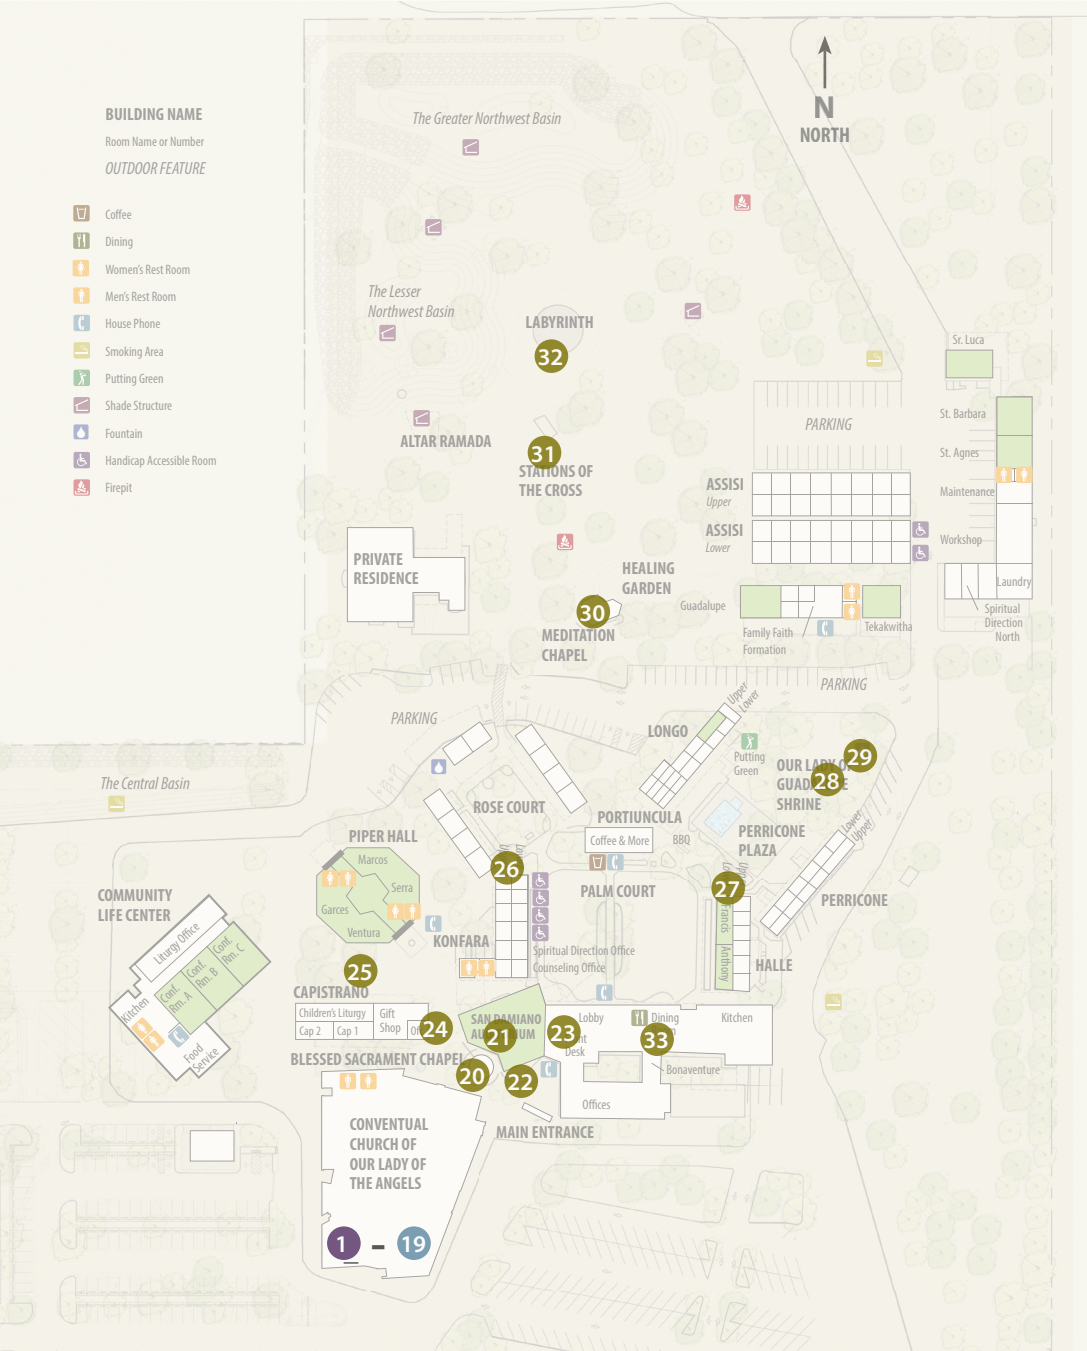 BUILDING NAME
Room Name or Number
OUTDOOR FEATURE
Coffee
Dining
Women's Rest Room
Men's Rest Room
House Phone
Smoking Area
Putting Green
Shade Structure
Fountain
Handicap Accessible Room
Firepit
N
NORTH
The Greater Northwest Basin
The Lesser
Northwest Basin
LABYRINTH
32
ALTAR RAMADA
31
STATIONS OF
THE CROSS
PARKING
Sr. Luca
St. Barbara
St. Agnes
Maintenance
Workshop
Laundry
Spiritual
Direction
North
ASSISI
Upper
ASSISI
Lower
PRIVATE
RESIDENCE
HEALING
GARDEN
30
MEDITATION
CHAPEL
Guadalupe
Family Faith
Formation
Tekakwitha
PARKING
PARKING
LONGO
Upper
Lower
Putting
Green
29
28
OUR LADY OF
SHRINE
The Central Basin
ROSE COURT
PORTIUNCULA
Coffee & More
BBQ
PERRICONE
PLAZA
Lower
Upper
PERRICONE
PIPER HALL
Marcos
Serra
Garces
Ventura
26
PALM COURT
27
Francis
Anthony
HALLE
COMMUNITY
LIFE CENTER
Liturgy Office
Conf.
Rm. A
Conf.
Rm. B
Conf.
Rm. C
Kitchen
Food
Service
KONFARA
Spiritual Direction Office
Counseling Office
25
CAPISTRANO
Children's Liturgy
Cap 2
Cap 1
Gift
Shop
24
21
23
Lobby
Desk
Dining
33
Kitchen
Bonaventure
Offices
BLESSED SACRAMENT CHAPEL
20
22
MAIN ENTRANCE
CONVENTUAL
CHURCH OF
OUR LADY OF
THE ANGELS
1 - 19